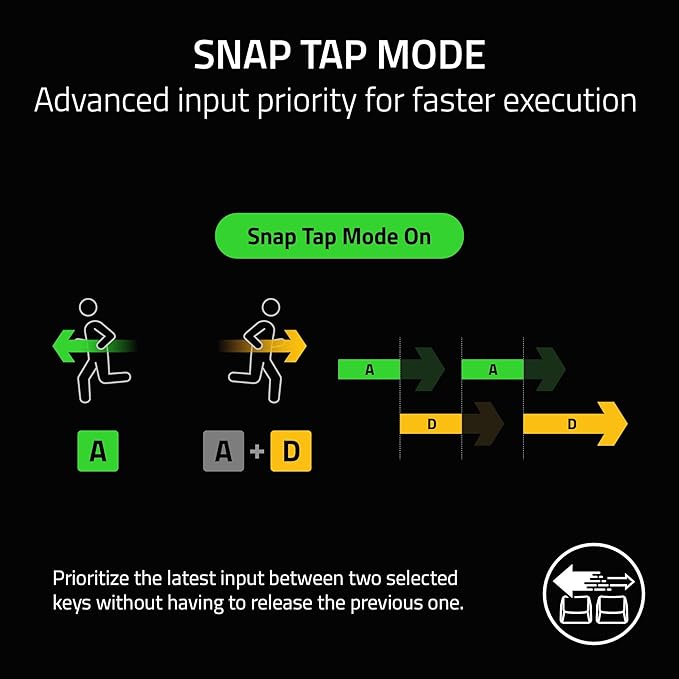 SNAP TAP MODE
Advanced input priority for faster execution
Snap Tap Mode On
A
A + D
A A
D D
Prioritize the latest input between two selected
keys without having to release the previous one.